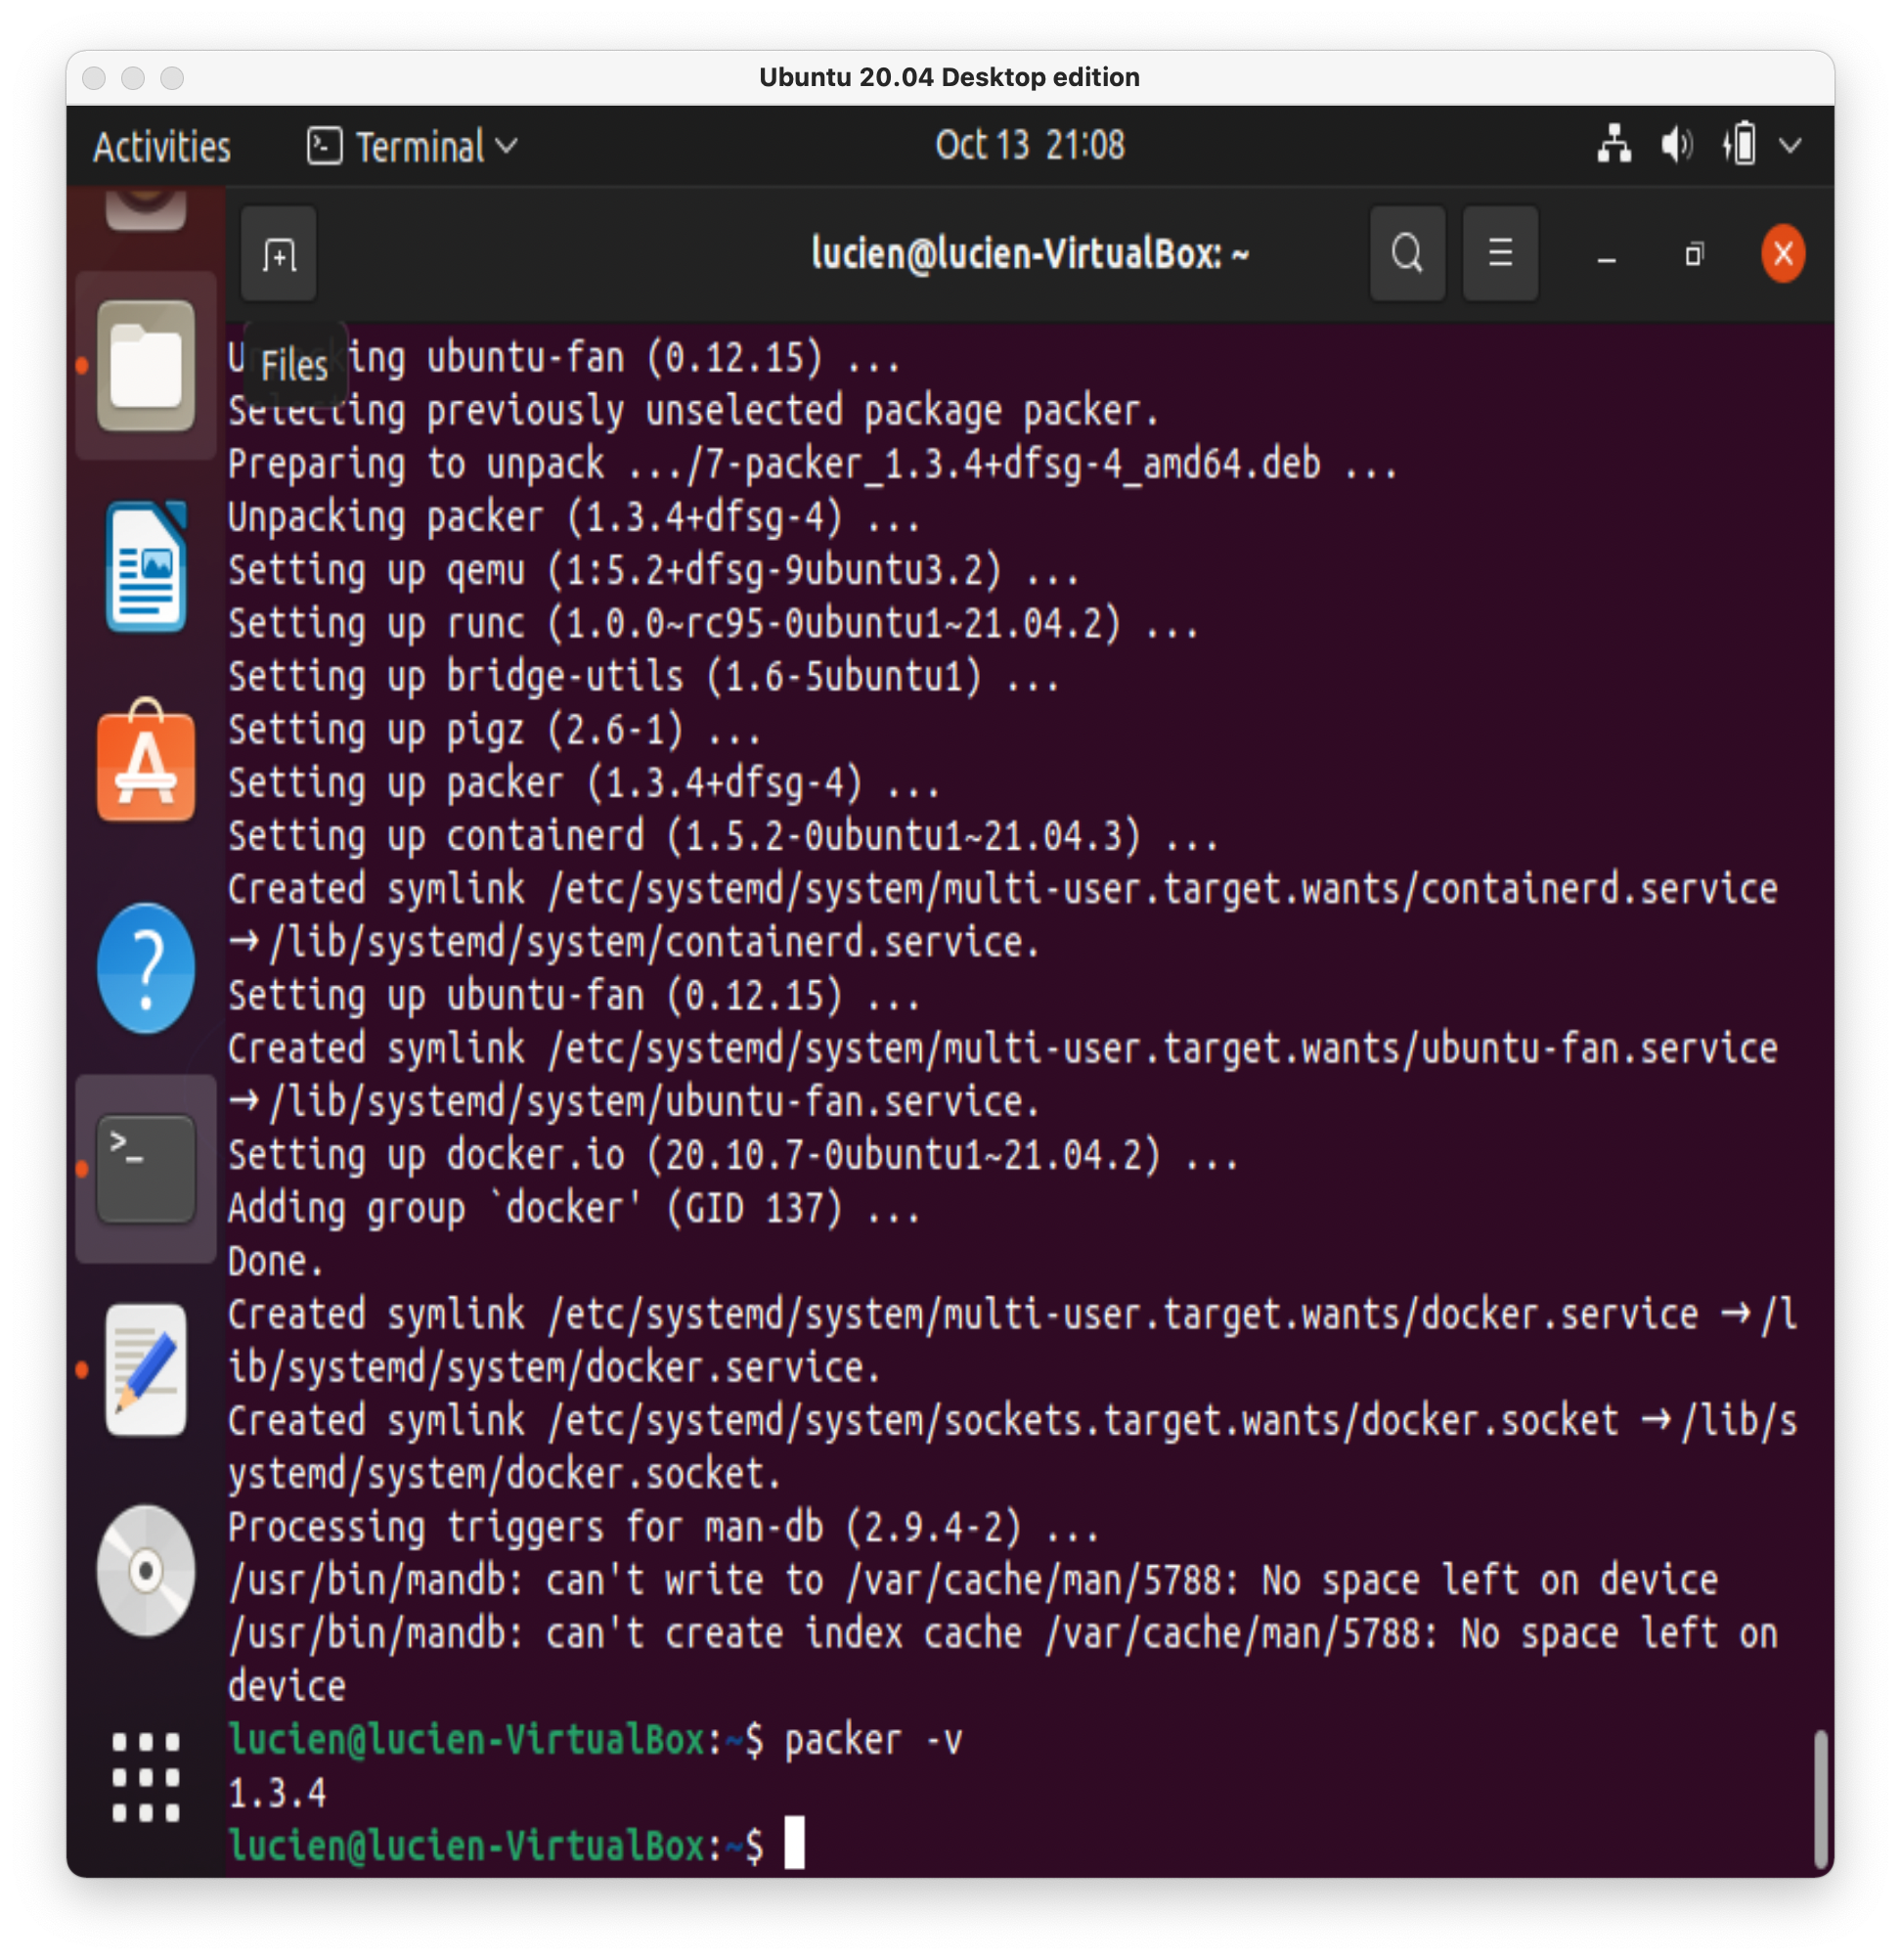 Ubuntu 20.04 Desktop edition
Activities
Terminal
Oct 13 21:08
lucien@lucien-VirtualBox: ~
Files
ing ubuntu-fan (0.12.15) ...
Selecting previously unselected package packer.
Preparing to unpack .../7-packer_1.3.4+dfsg-4_amd64.deb ...
Unpacking packer (1.3.4+dfsg-4) ...
Setting up qemu (1:5.2+dfsg-9ubuntu3.2) ...
Setting up runc (1.0.0~rc95-0ubuntu1~21.04.2) ...
Setting up bridge-utils (1.6-5ubuntu1) ...
Setting up pigz (2.6-1) ...
Setting up packer (1.3.4+dfsg-4) ...
Setting up containerd (1.5.2-0ubuntu1~21.04.3) ...
Created symlink /etc/systemd/system/multi-user.target.wants/containerd.service
→ /lib/systemd/system/containerd.service.
Setting up ubuntu-fan (0.12.15) ...
Created symlink /etc/systemd/system/multi-user.target.wants/ubuntu-fan.service
→ /lib/systemd/system/ubuntu-fan.service.
Setting up docker.io (20.10.7-0ubuntu1~21.04.2) ...
Adding group `docker' (GID 137) ...
Done.
Created symlink /etc/systemd/system/multi-user.target.wants/docker.service → /l
ib/systemd/system/docker.service.
Created symlink /etc/systemd/system/sockets.target.wants/docker.socket → /lib/s
ystemd/system/docker.socket.
Processing triggers for man-db (2.9.4-2) ...
/usr/bin/mandb: can't write to /var/cache/man/5788: No space left on device
/usr/bin/mandb: can't create index cache /var/cache/man/5788: No space left on
device
lucien@lucien-VirtualBox:~$ packer -v
1.3.4
lucien@lucien-VirtualBox:~$